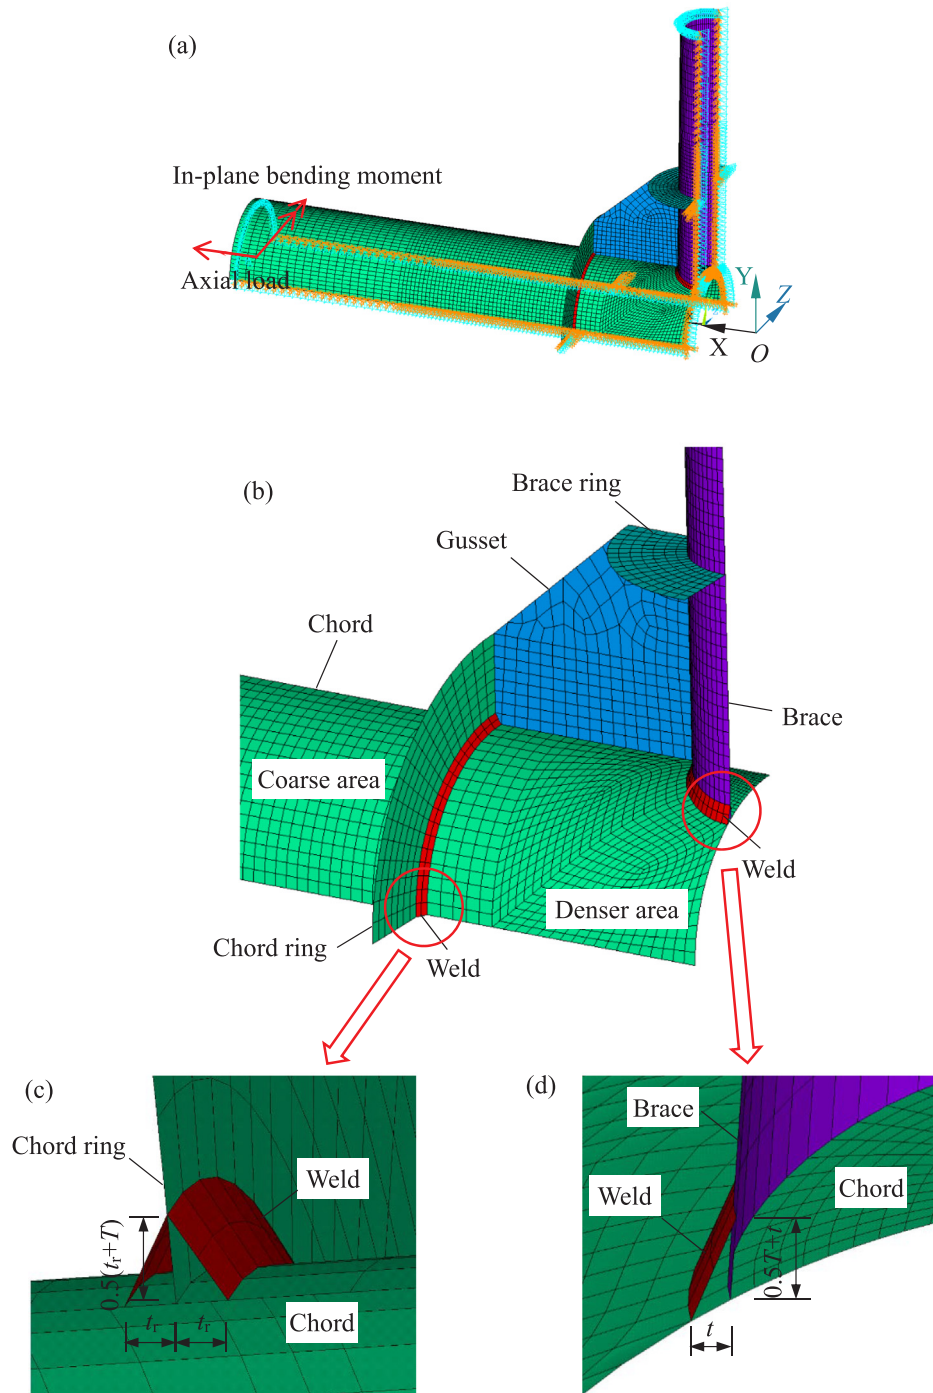 (a)
In-plane bending moment
Axial load
Y
Z
X
O
(b)
Brace ring
Gusset
Chord
Brace
Coarse area
Weld
Denser area
Chord ring
Weld
(c)
(d)
Chord ring
Weld
0.5(tr+T)
tr
tr
Chord
Brace
Weld
Chord
0.5T+t
t